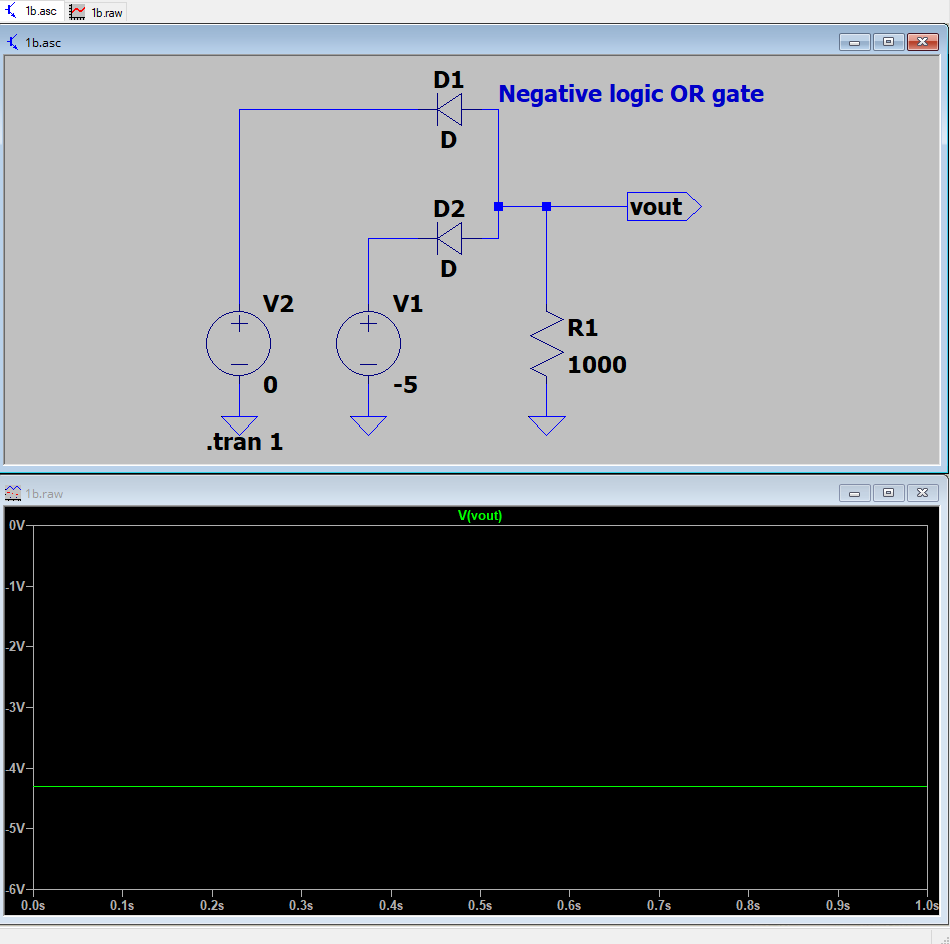 1b.asc 1b.raw
1b.asc
D1
Negative logic OR gate
D
D2
vout
D
V2
V1
R1
1000
0
-5
.tran 1
1b.raw
V(vout)
0V
-1V
-2V
-3V
-4V
-5V
-6V
0.0s 0.1s 0.2s 0.3s 0.4s 0.5s 0.6s 0.7s 0.8s 0.9s 1.0s